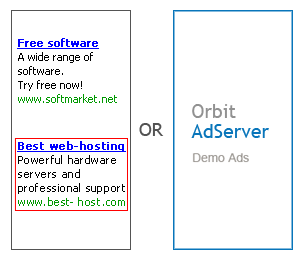 Free software
A wide range of
software.
Try free now!
www.softmarket.net
Best web-hosting
Powerful hardware
servers and
professional support
www.best- host.com
OR
Orbit
AdServer
Demo Ads